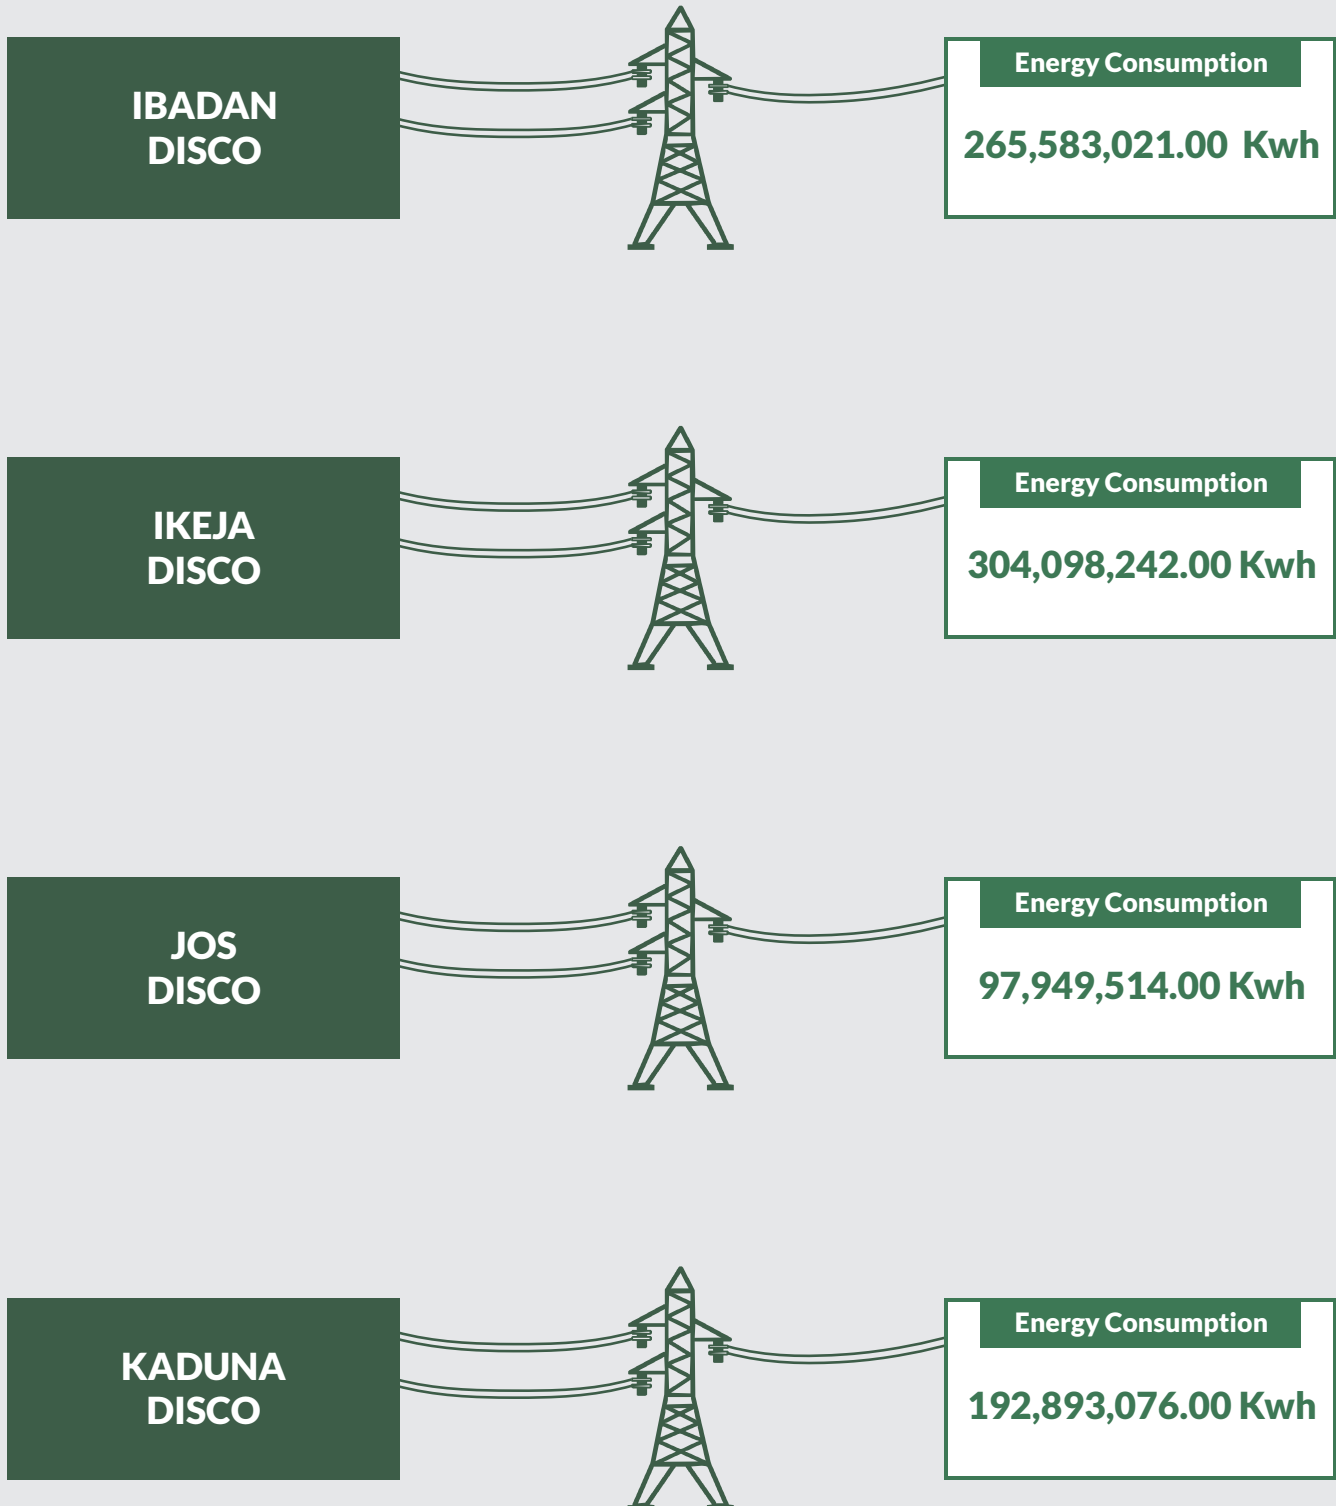 IBADAN
DISCO
Energy Consumption
265,583,021.00 Kwh
IKEJA
DISCO
Energy Consumption
304,098,242.00 Kwh
JOS
DISCO
Energy Consumption
97,949,514.00 Kwh
KADUNA
DISCO
Energy Consumption
192,893,076.00 Kwh